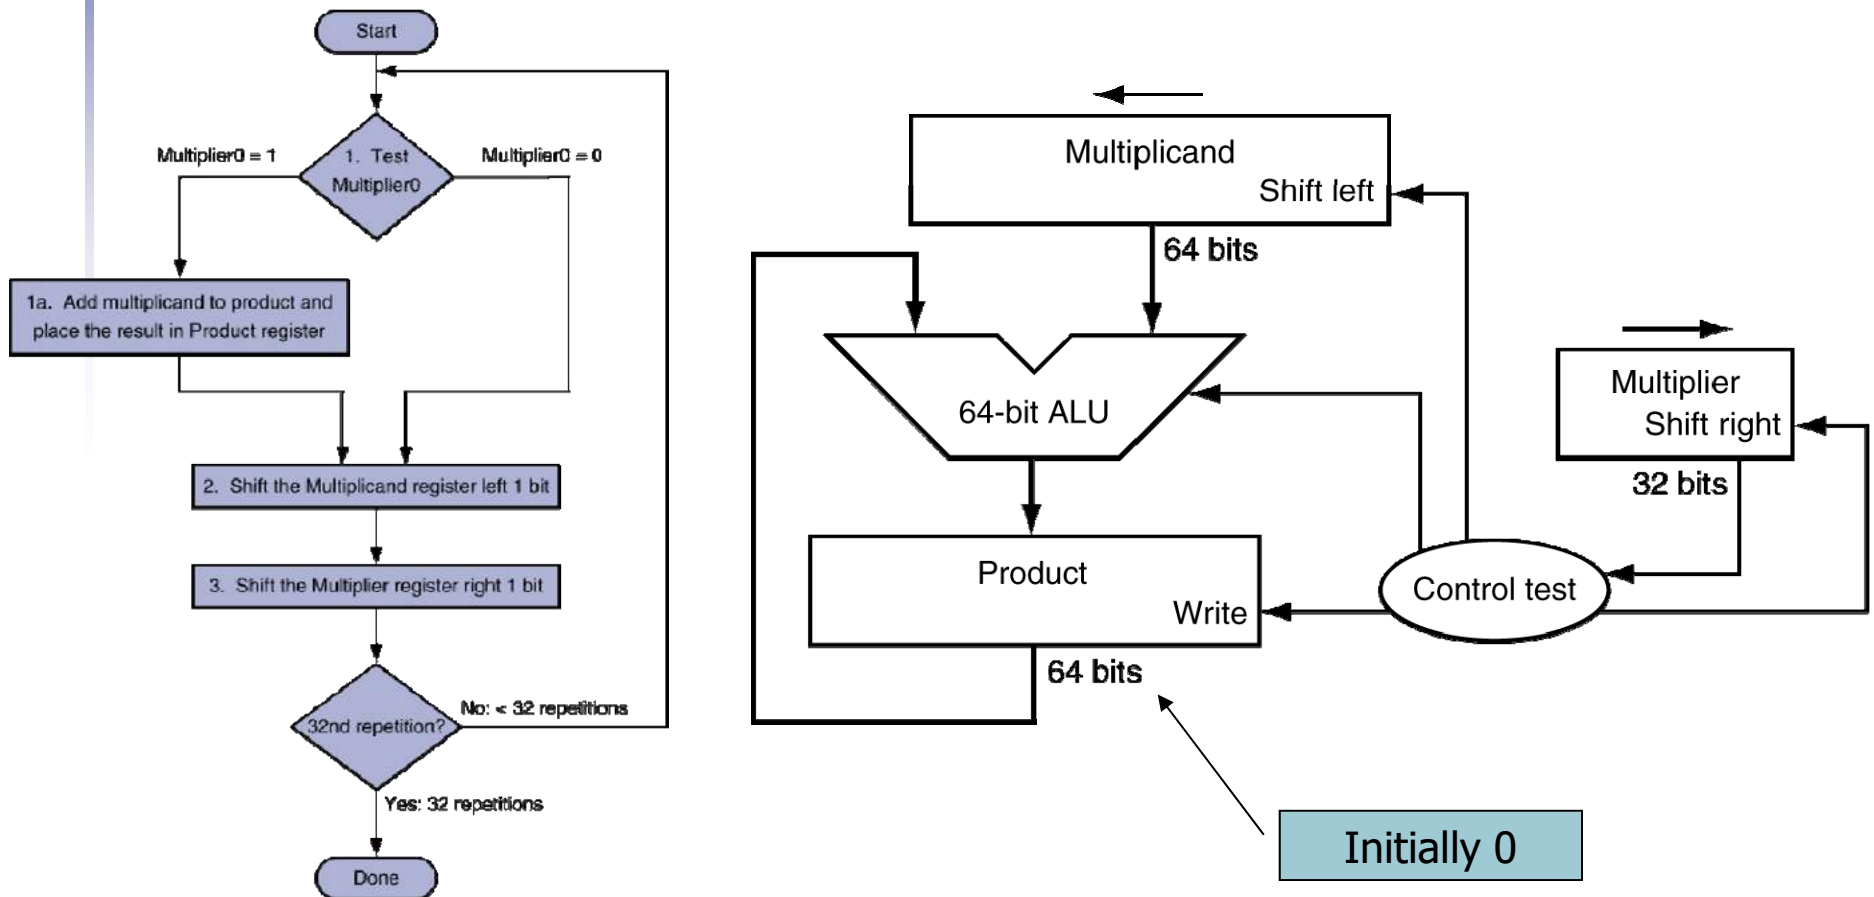 Start
Multiplier0 = 1
1. Test
Multiplier0
Multiplier0 = 0
1a. Add multiplicand to product and
place the result in Product register
2. Shift the Multiplicand register left 1 bit
3. Shift the Multiplier register right 1 bit
32nd repetition?
No: < 32 repetitions
Yes: 32 repetitions
Done
Multiplicand
Shift left
64 bits
64-bit ALU
Multiplier
Shift right
32 bits
Control test
Product
Write
64 bits
Initially 0